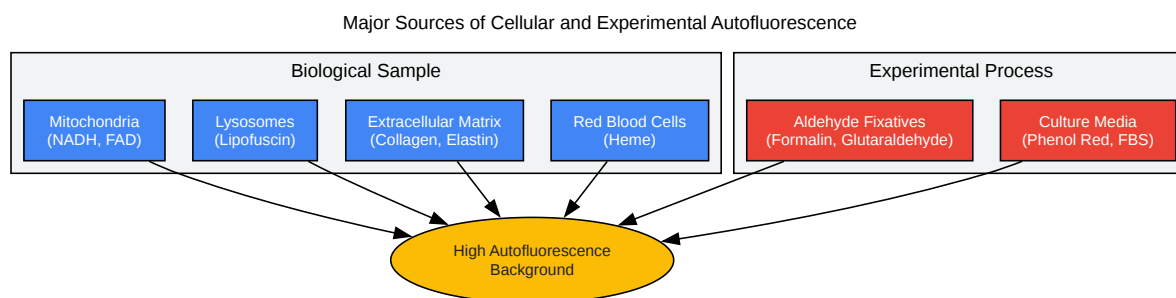 Major Sources of Cellular and Experimental Autofluorescence
Biological Sample
Experimental Process
Mitochondria
(NADH, FAD)
Lysosomes
(Lipofuscin)
Extracellular Matrix
(Collagen, Elastin)
Red Blood Cells
(Heme)
Aldehyde Fixatives
(Formalin, Glutaraldehyde)
Culture Media
(Phenol Red, FBS)
High Autofluorescence
Background